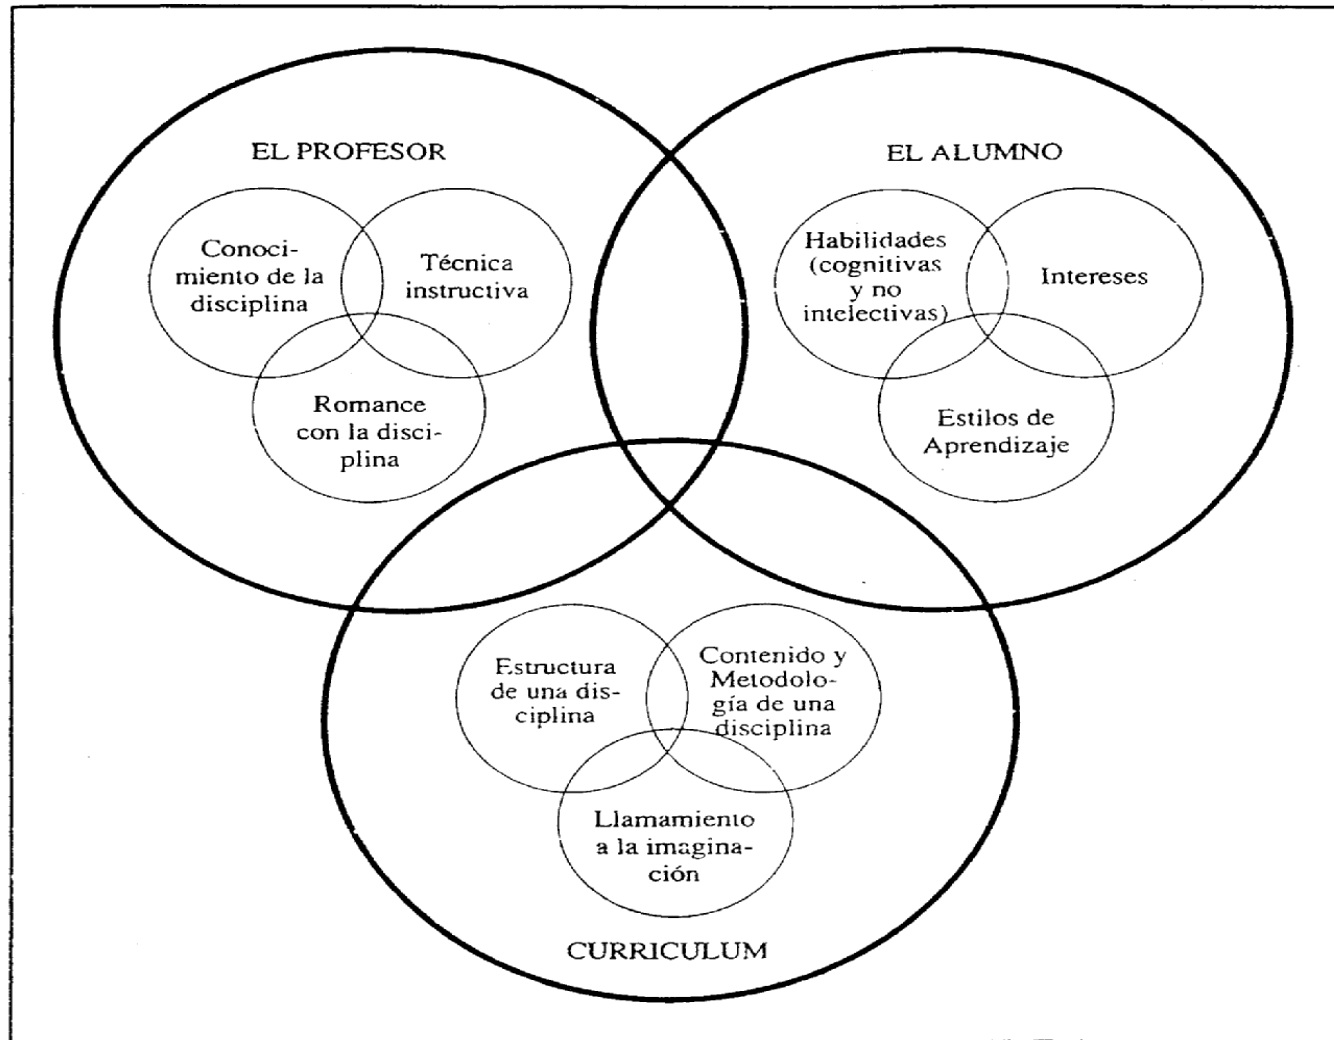 EL PROFESOR
Conoci-
miento de la
disciplina
Técnica
instructiva
Romance
con la disci-
plina
EL ALUMNO
Habilidades
(cognitivas
y no
intelectivas)
Intereses
Estilos de
Aprendizaje
Estructura
de una dis-
ciplina
Contenido y
Metodolo-
gía de una
disciplina
Llamamiento
a la imagina-
ción
CURRICULUM